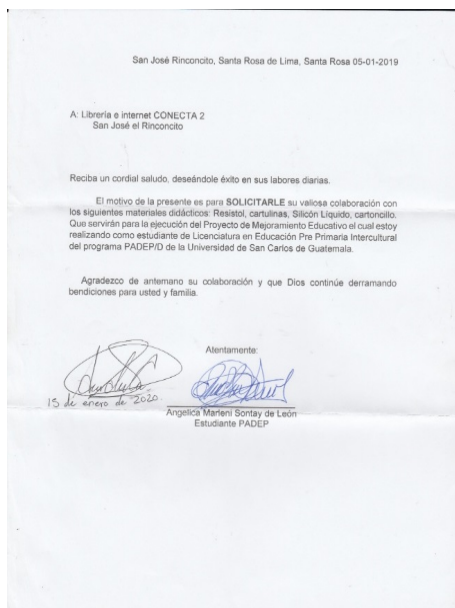 San José Rinconcito, Santa Rosa de Lima, Santa Rosa 05-01-2019
A: Librería e internet CONECTA 2
San José el Rinconcito
Reciba un cordial saludo, deseándole éxito en sus labores diarias.
El motivo de la presente es para SOLICITARLE su valiosa colaboración con
los siguientes materiales didácticos: Resistol, cartulinas, Silicón Líquido, cartoncillo.
Que servirán para la ejecución del Proyecto de Mejoramiento Educativo el cual estoy
realizando como estudiante de Licenciatura en Educación Pre Primaria Intercultural
del programa PADEP/D de la Universidad de San Carlos de Guatemala.
Agradezco de antemano su colaboración y que Dios continúe derramando
bendiciones para usted y familia.
Atentamente:
15 de enero de 2020.
Angelica Marleni Sontay de León
Estudiante PADEP